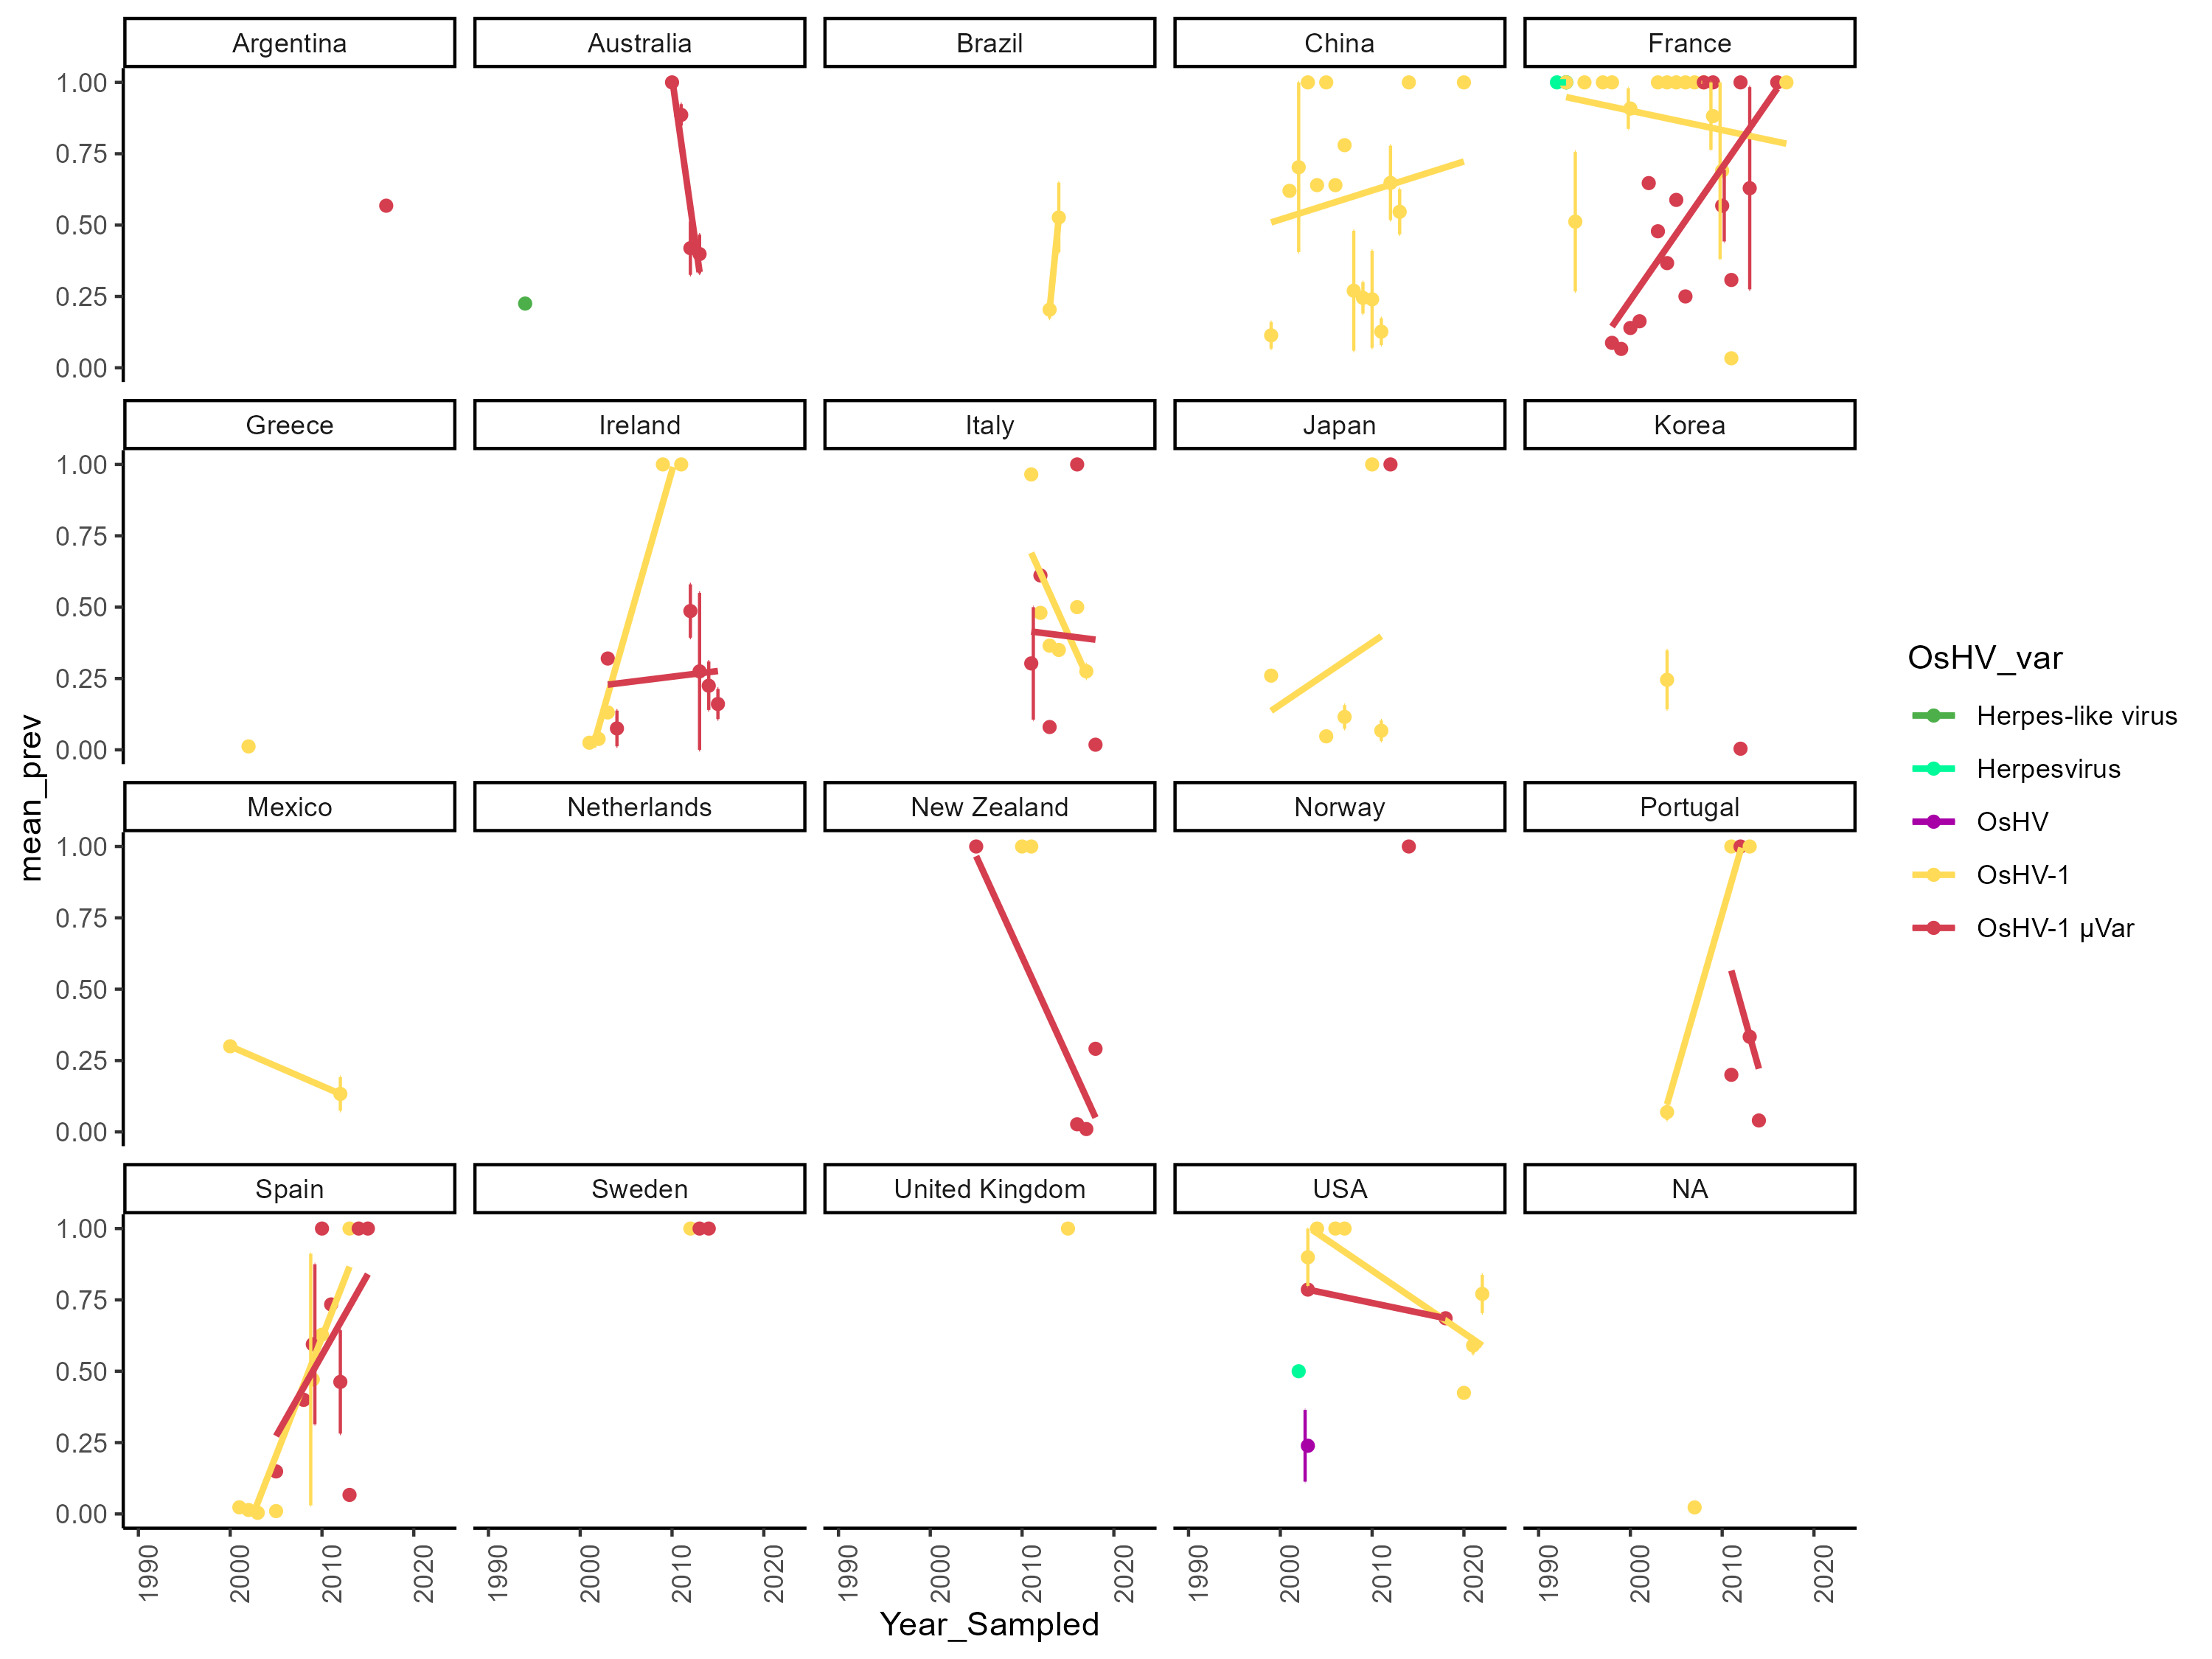 Argentina Australia Brazil China France
1.00
0.75
0.50
0.25
0.00
Greece Ireland Italy Japan Korea
1.00
0.75
0.50
0.25
0.00
Mexico Netherlands New Zealand Norway Portugal
1.00
0.75
0.50
0.25
0.00
Spain Sweden United Kingdom USA NA
1.00
0.75
0.50
0.25
0.00
1990 2000 2010 2020 1990 2000 2010 2020 1990 2000 2010 2020 1990 2000 2010 2020 1990 2000 2010 2020
Year_Sampled
mean_prev
OsHV_var
Herpes-like virus
Herpesvirus
OsHV
OsHV-1
OsHV-1 µVar